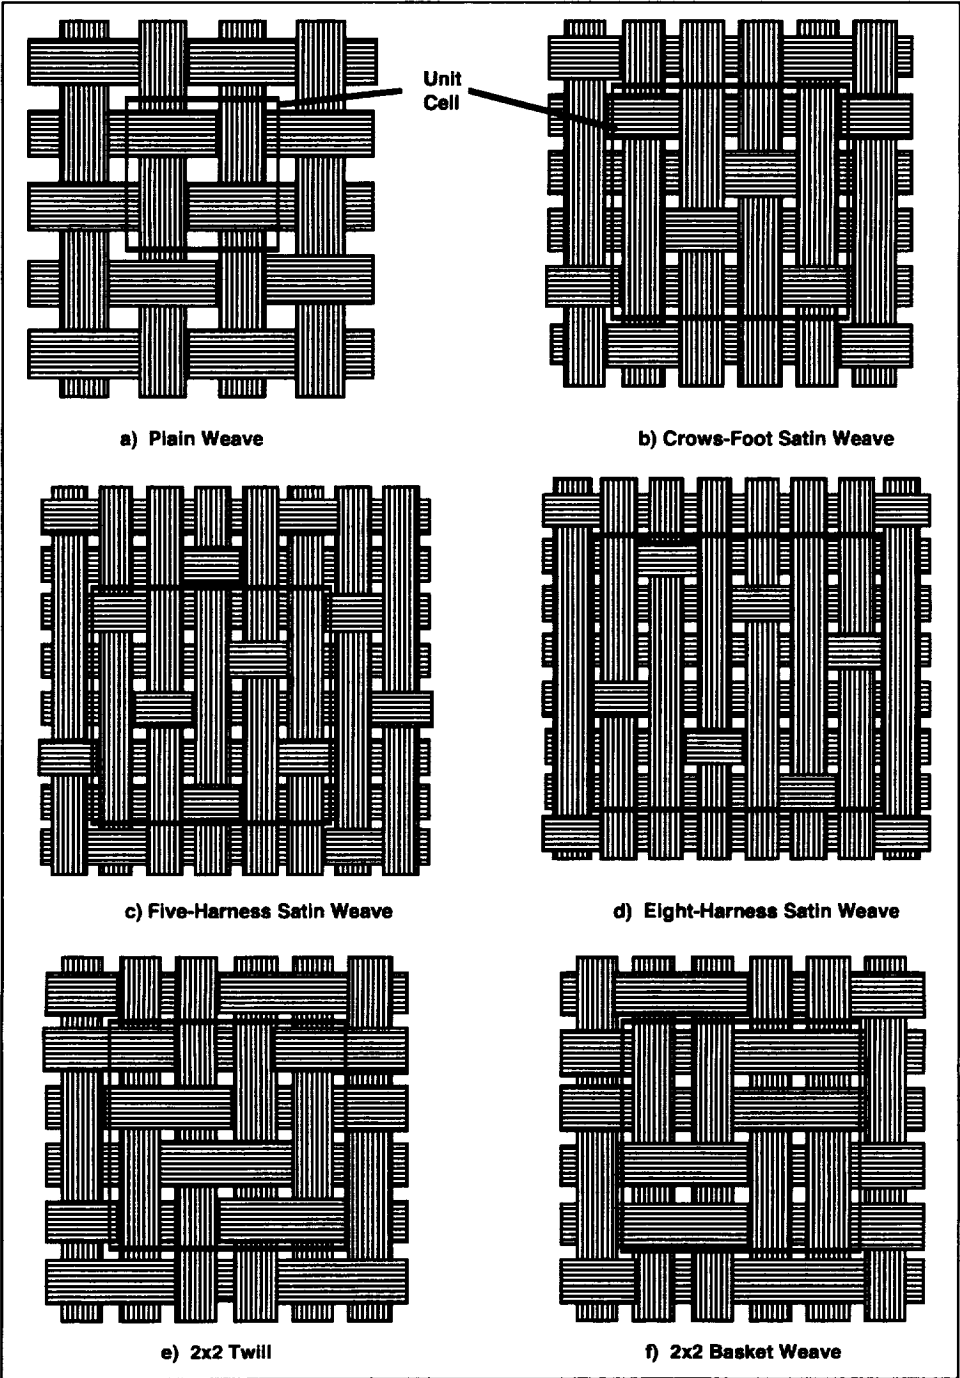 Unit
Cell
a) Plain Weave
b) Crows-Foot Satin Weave
c) Five-Harness Satin Weave
d) Eight-Harness Satin Weave
e) 2x2 Twill
f) 2x2 Basket Weave